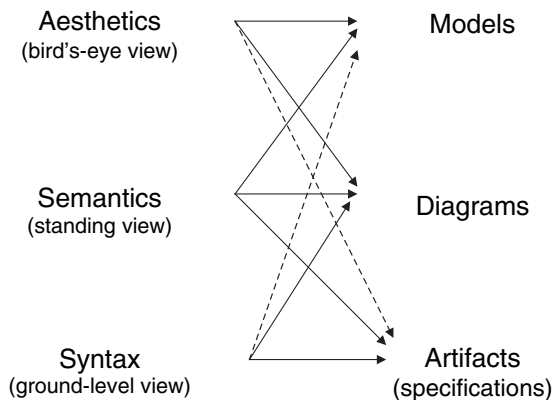 Aesthetics
(bird's-eye view)
Models
Semantics
(standing view)
Diagrams
Syntax
(ground-level view)
Artifacts
(specifications)